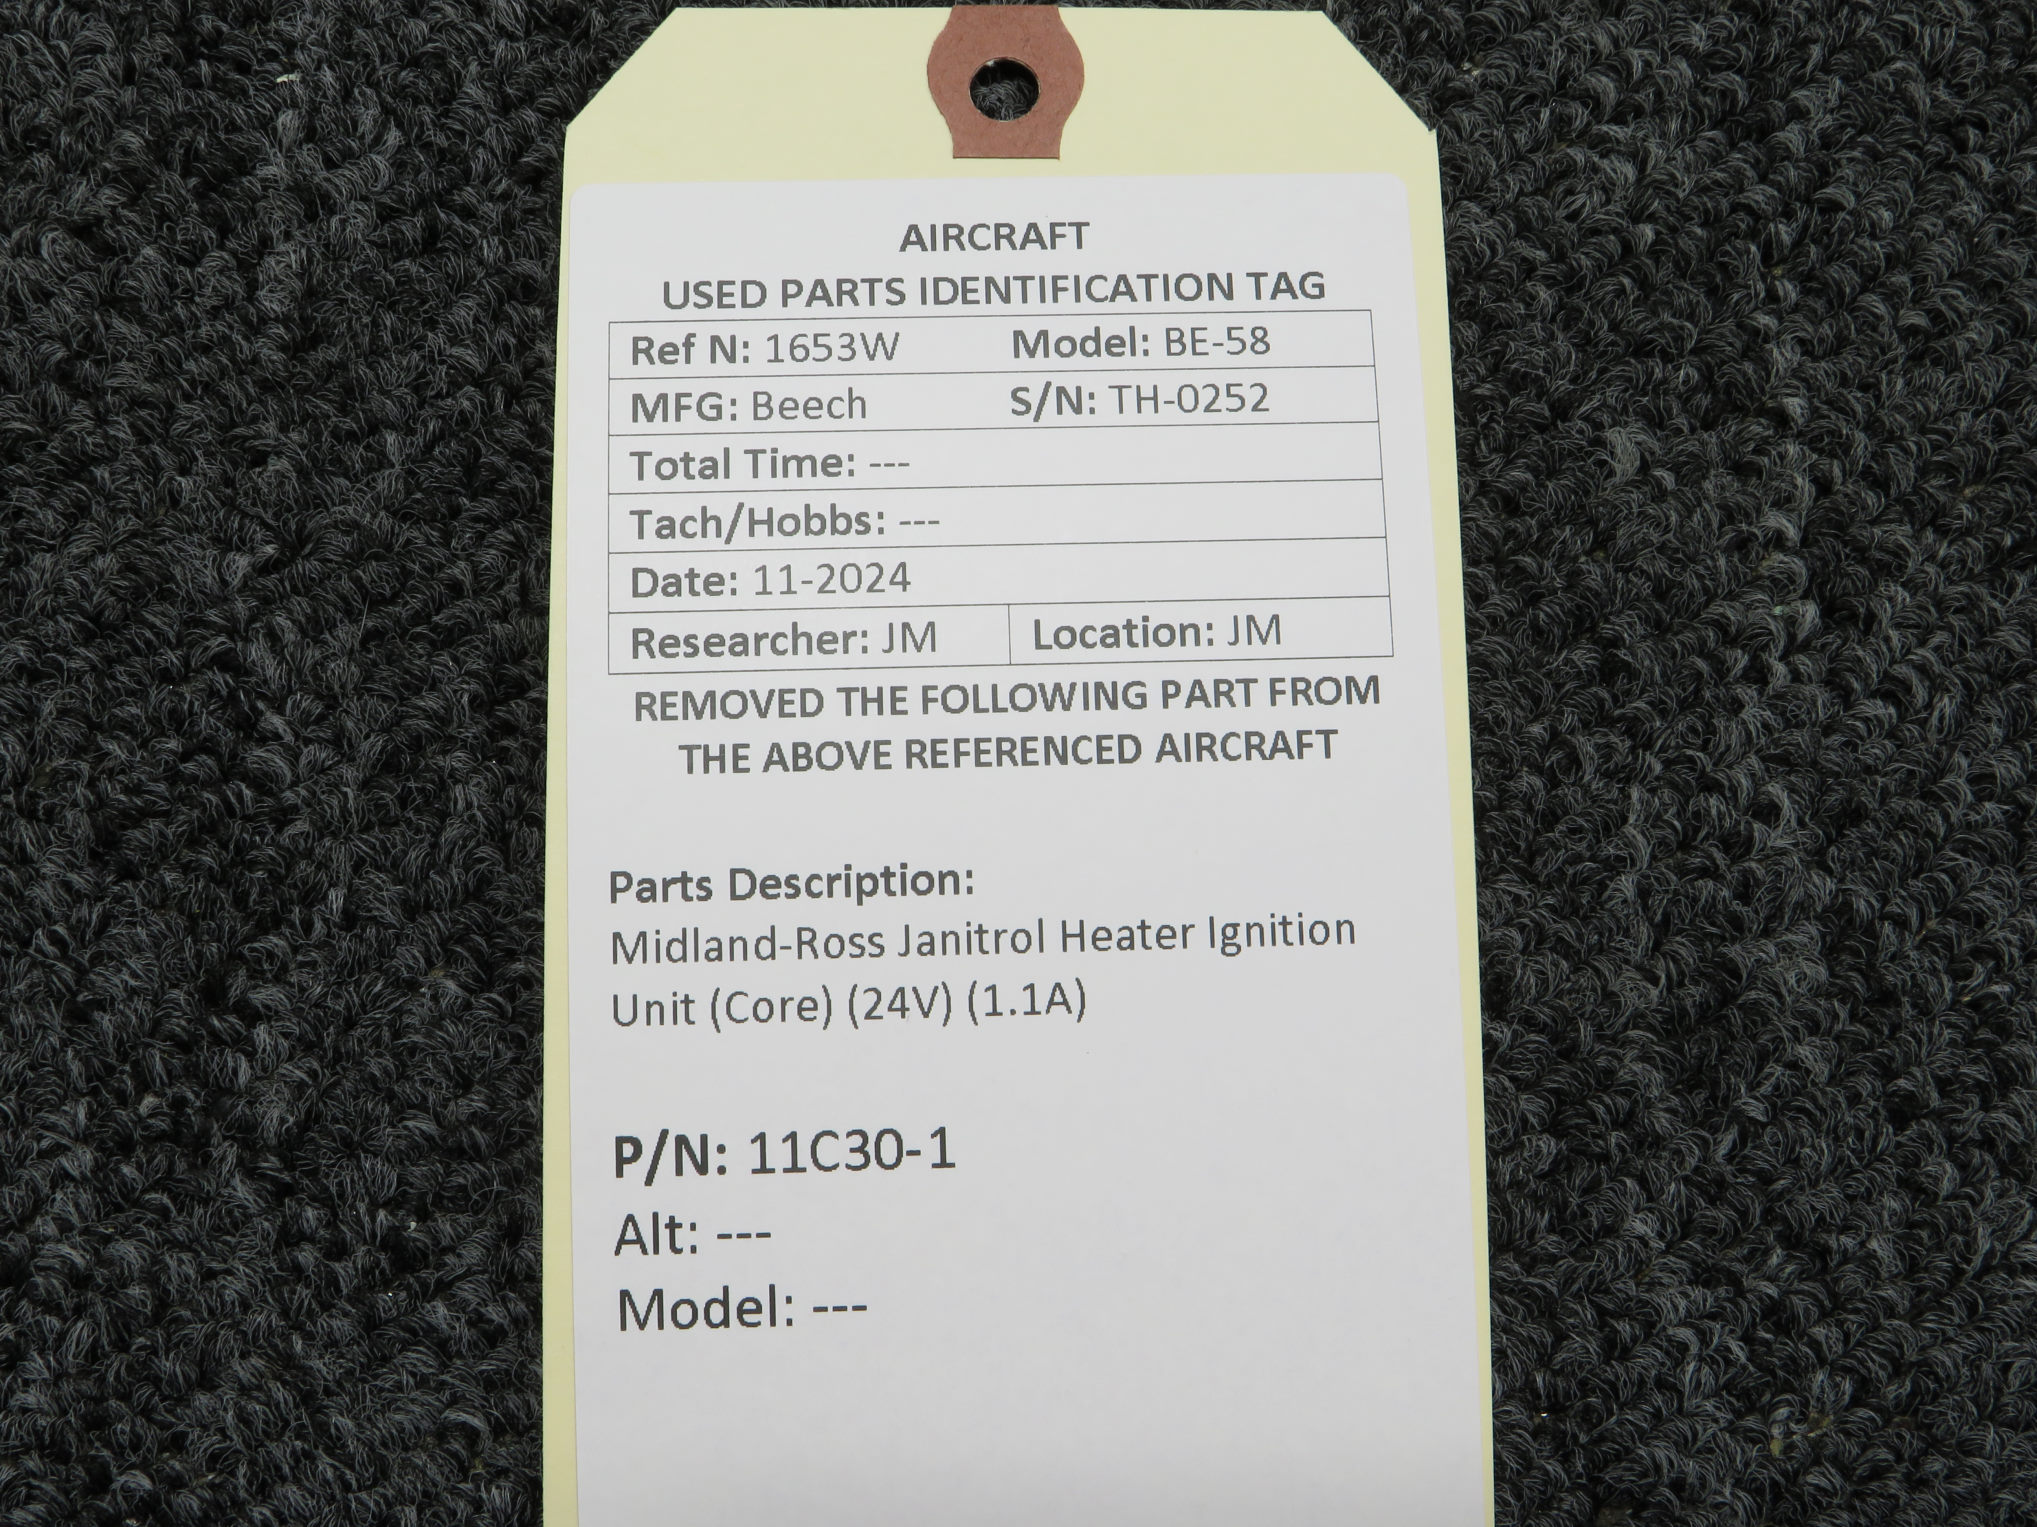 AIRCRAFT
USED PARTS IDENTIFICATION TAG
Ref N: 1653W Model: BE-58
MFG: Beech S/N: TH-0252
Total Time: ---
Tach/Hobbs: ---
Date: 11-2024
Researcher: JM Location: JM
REMOVED THE FOLLOWING PART FROM
THE ABOVE REFERENCED AIRCRAFT
Parts Description:
Midland-Ross Janitrol Heater Ignition
Unit (Core) (24V) (1.1A)
P/N: 11C30-1
Alt: ---
Model: ---